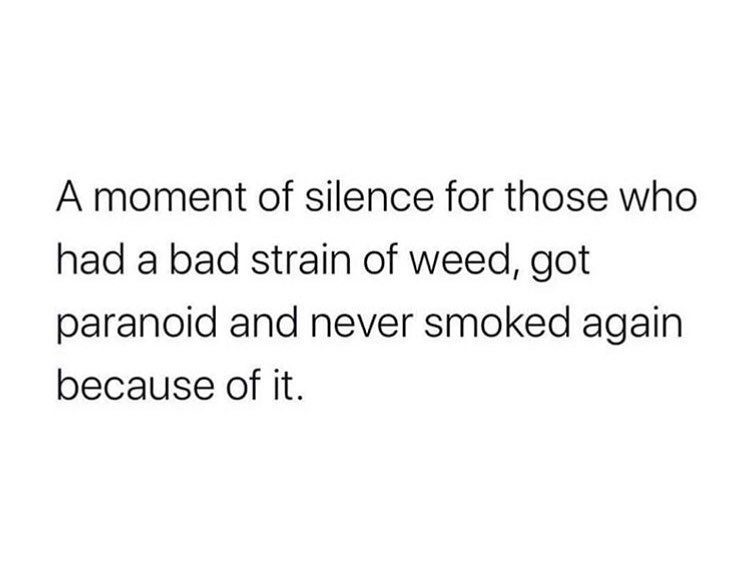 A moment of silence for those who
had a bad strain of weed, got
paranoid and never smoked again
because of it.